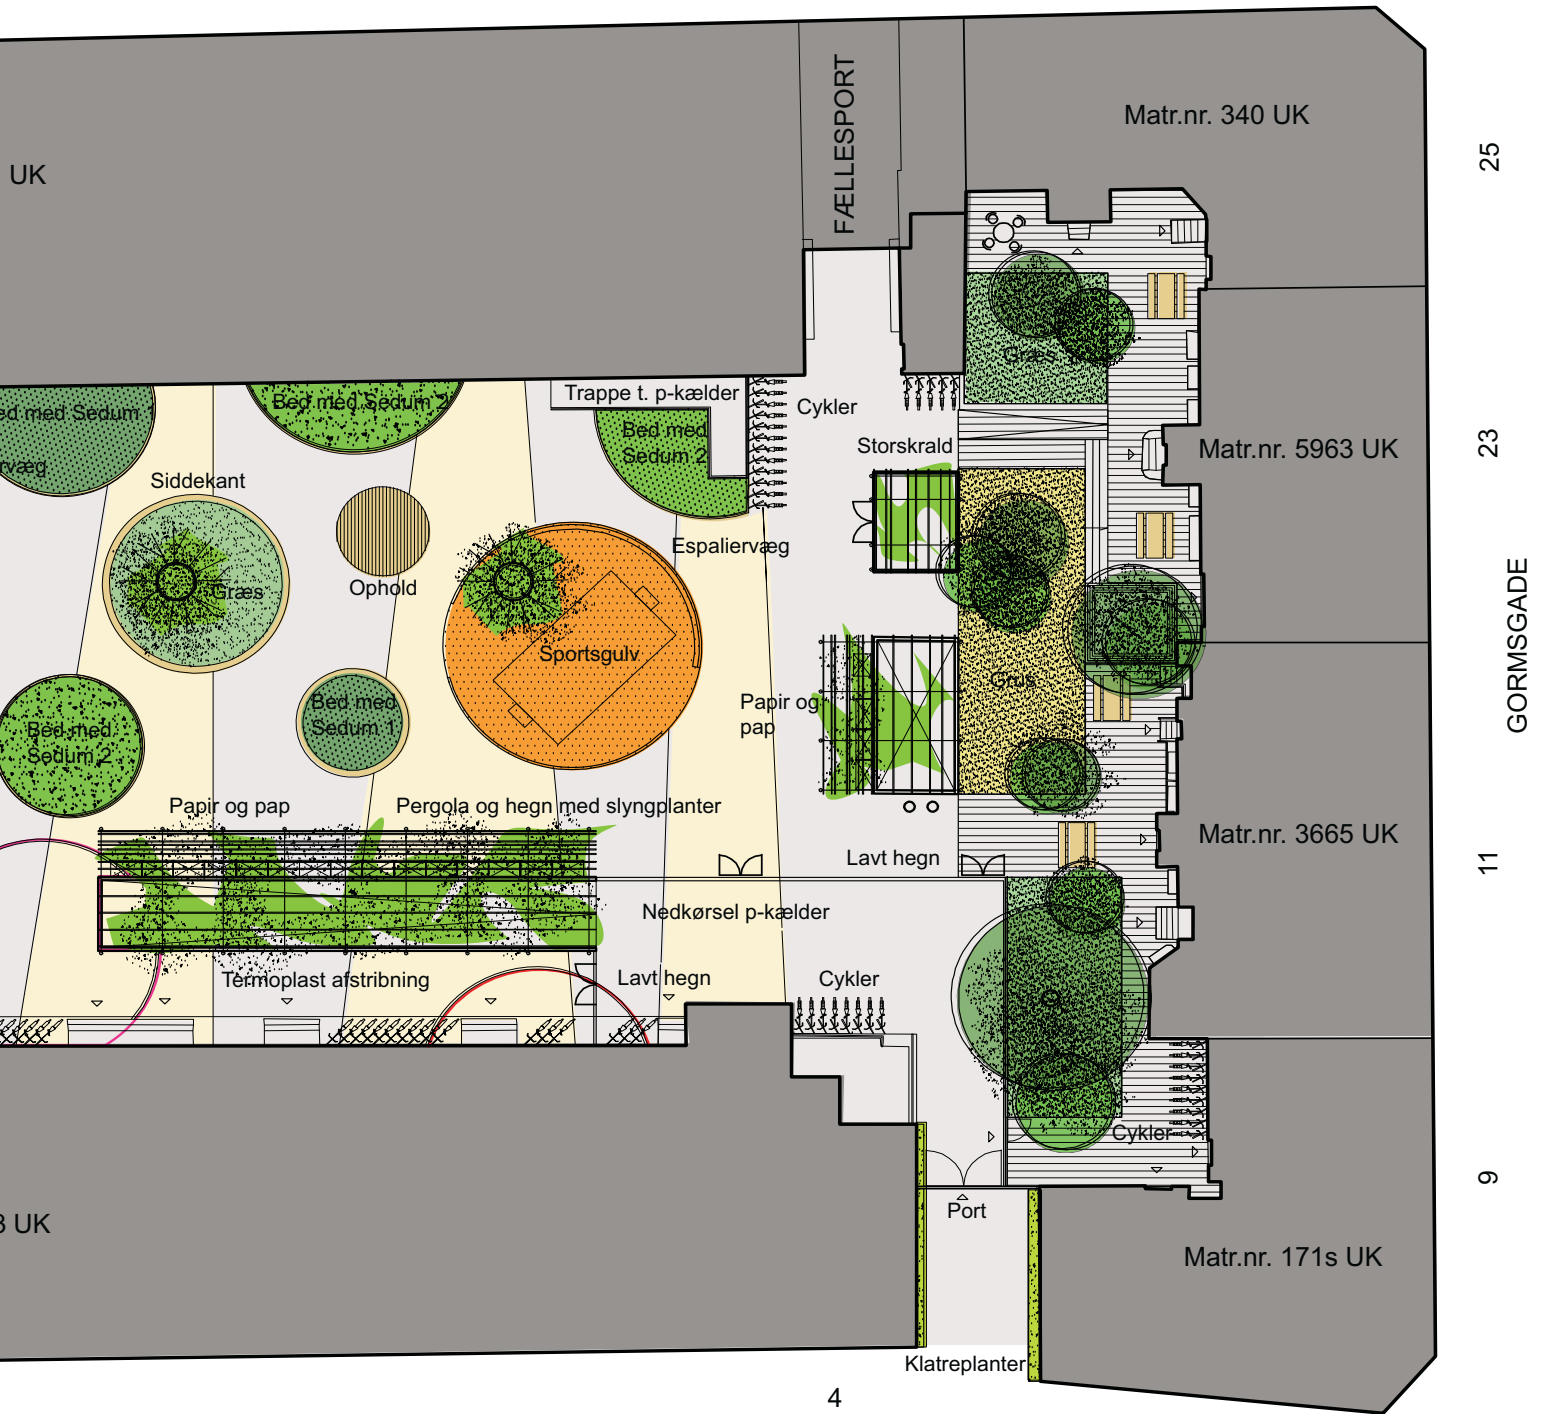 UK
FÆLLESPORT
Matr.nr. 340 UK
25
ed med Sedum 1
Bed med Sedum 2
Trappe t. p-kælder
Bed med
Sedum 2
Cykler
Græs
Storskrald
Matr.nr. 5963 UK
23
rvæg
Siddekant
Espaliervæg
Ophold
Græs
Sportsgulv
Grus
GORMSGADE
Bed med
Sedum 1
Papir og
pap
Bed med
Sedum 2
Papir og pap
Pergola og hegn med slyngplanter
Lavt hegn
Matr.nr. 3665 UK
11
Nedkørsel p-kælder
Termoplast afstribning
Lavt hegn
Cykler
Cykler
9
Port
3 UK
Matr.nr. 171s UK
Klatreplanter
4